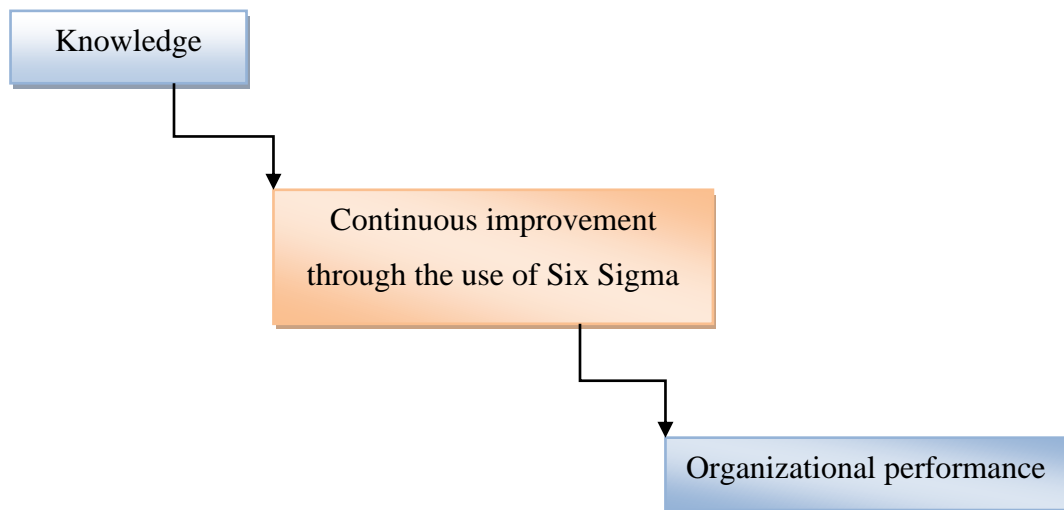 Knowledge
Continuous improvement
through the use of Six Sigma
Organizational performance